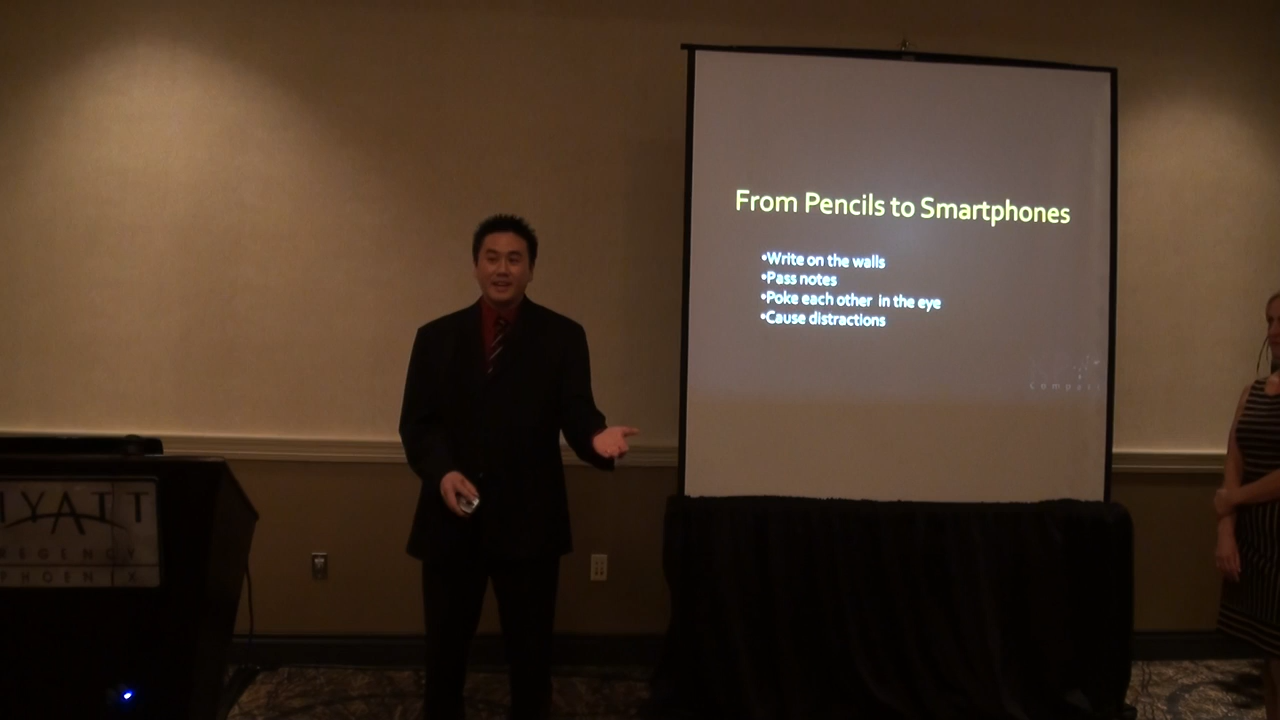 HYATT
REGENCY
PHOENIX
From Pencils to Smartphones
•Write on the walls
•Pass notes
•Poke each other in the eye
•Cause distractions